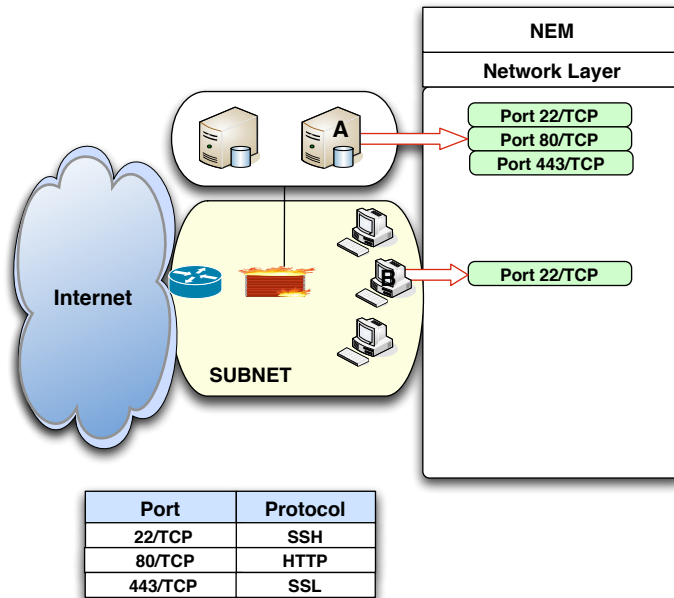 NEM
Network Layer
A
Port 22/TCP
Port 80/TCP
Port 443/TCP
Internet
B
Port 22/TCP
SUBNET
Port Protocol
22/TCP SSH
80/TCP HTTP
443/TCP SSL